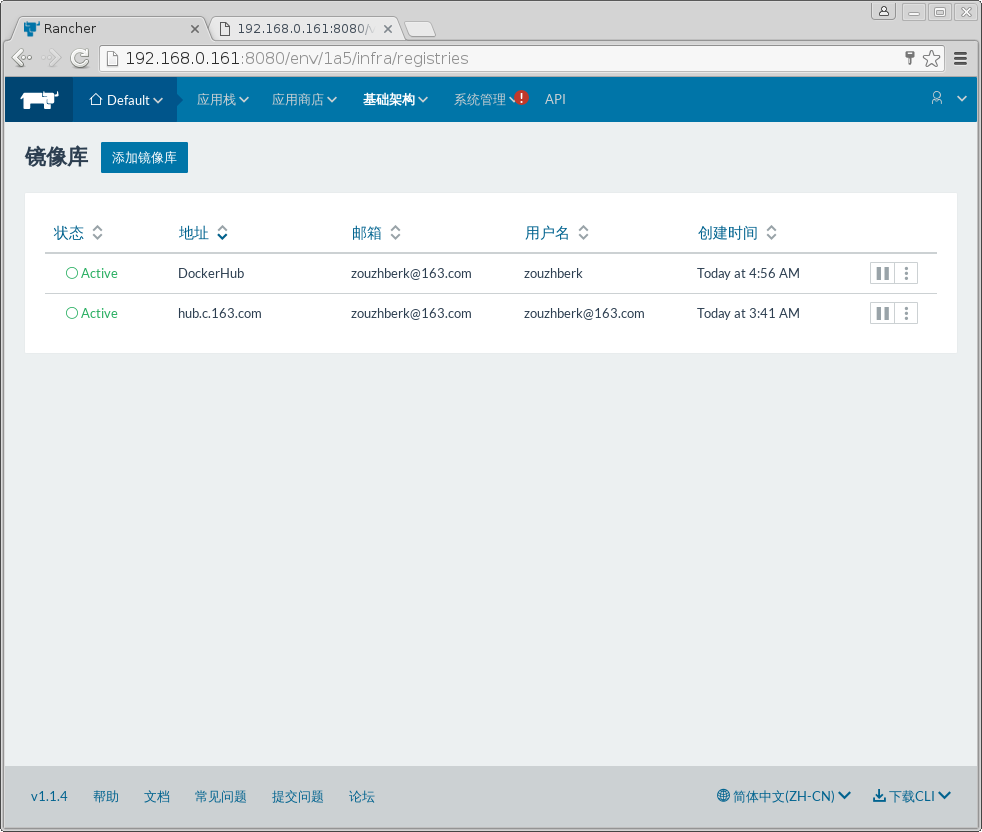 Rancher
192.168.0.161:8080/
192.168.0.161:8080/env/1a5/infra/registries
Default 应用栈 应用商店 基础架构 系统管理 ! API
镜像库 添加镜像库
状态 地址 邮箱 用户名 创建时间
Active DockerHub zouzhberk@163.com zouzhberk Today at 4:56 AM
Active hub.c.163.com zouzhberk@163.com zouzhberk@163.com Today at 3:41 AM
v1.1.4 帮助 文档 常见问题 提交问题 论坛 简体中文(ZH-CN) 下载CLI